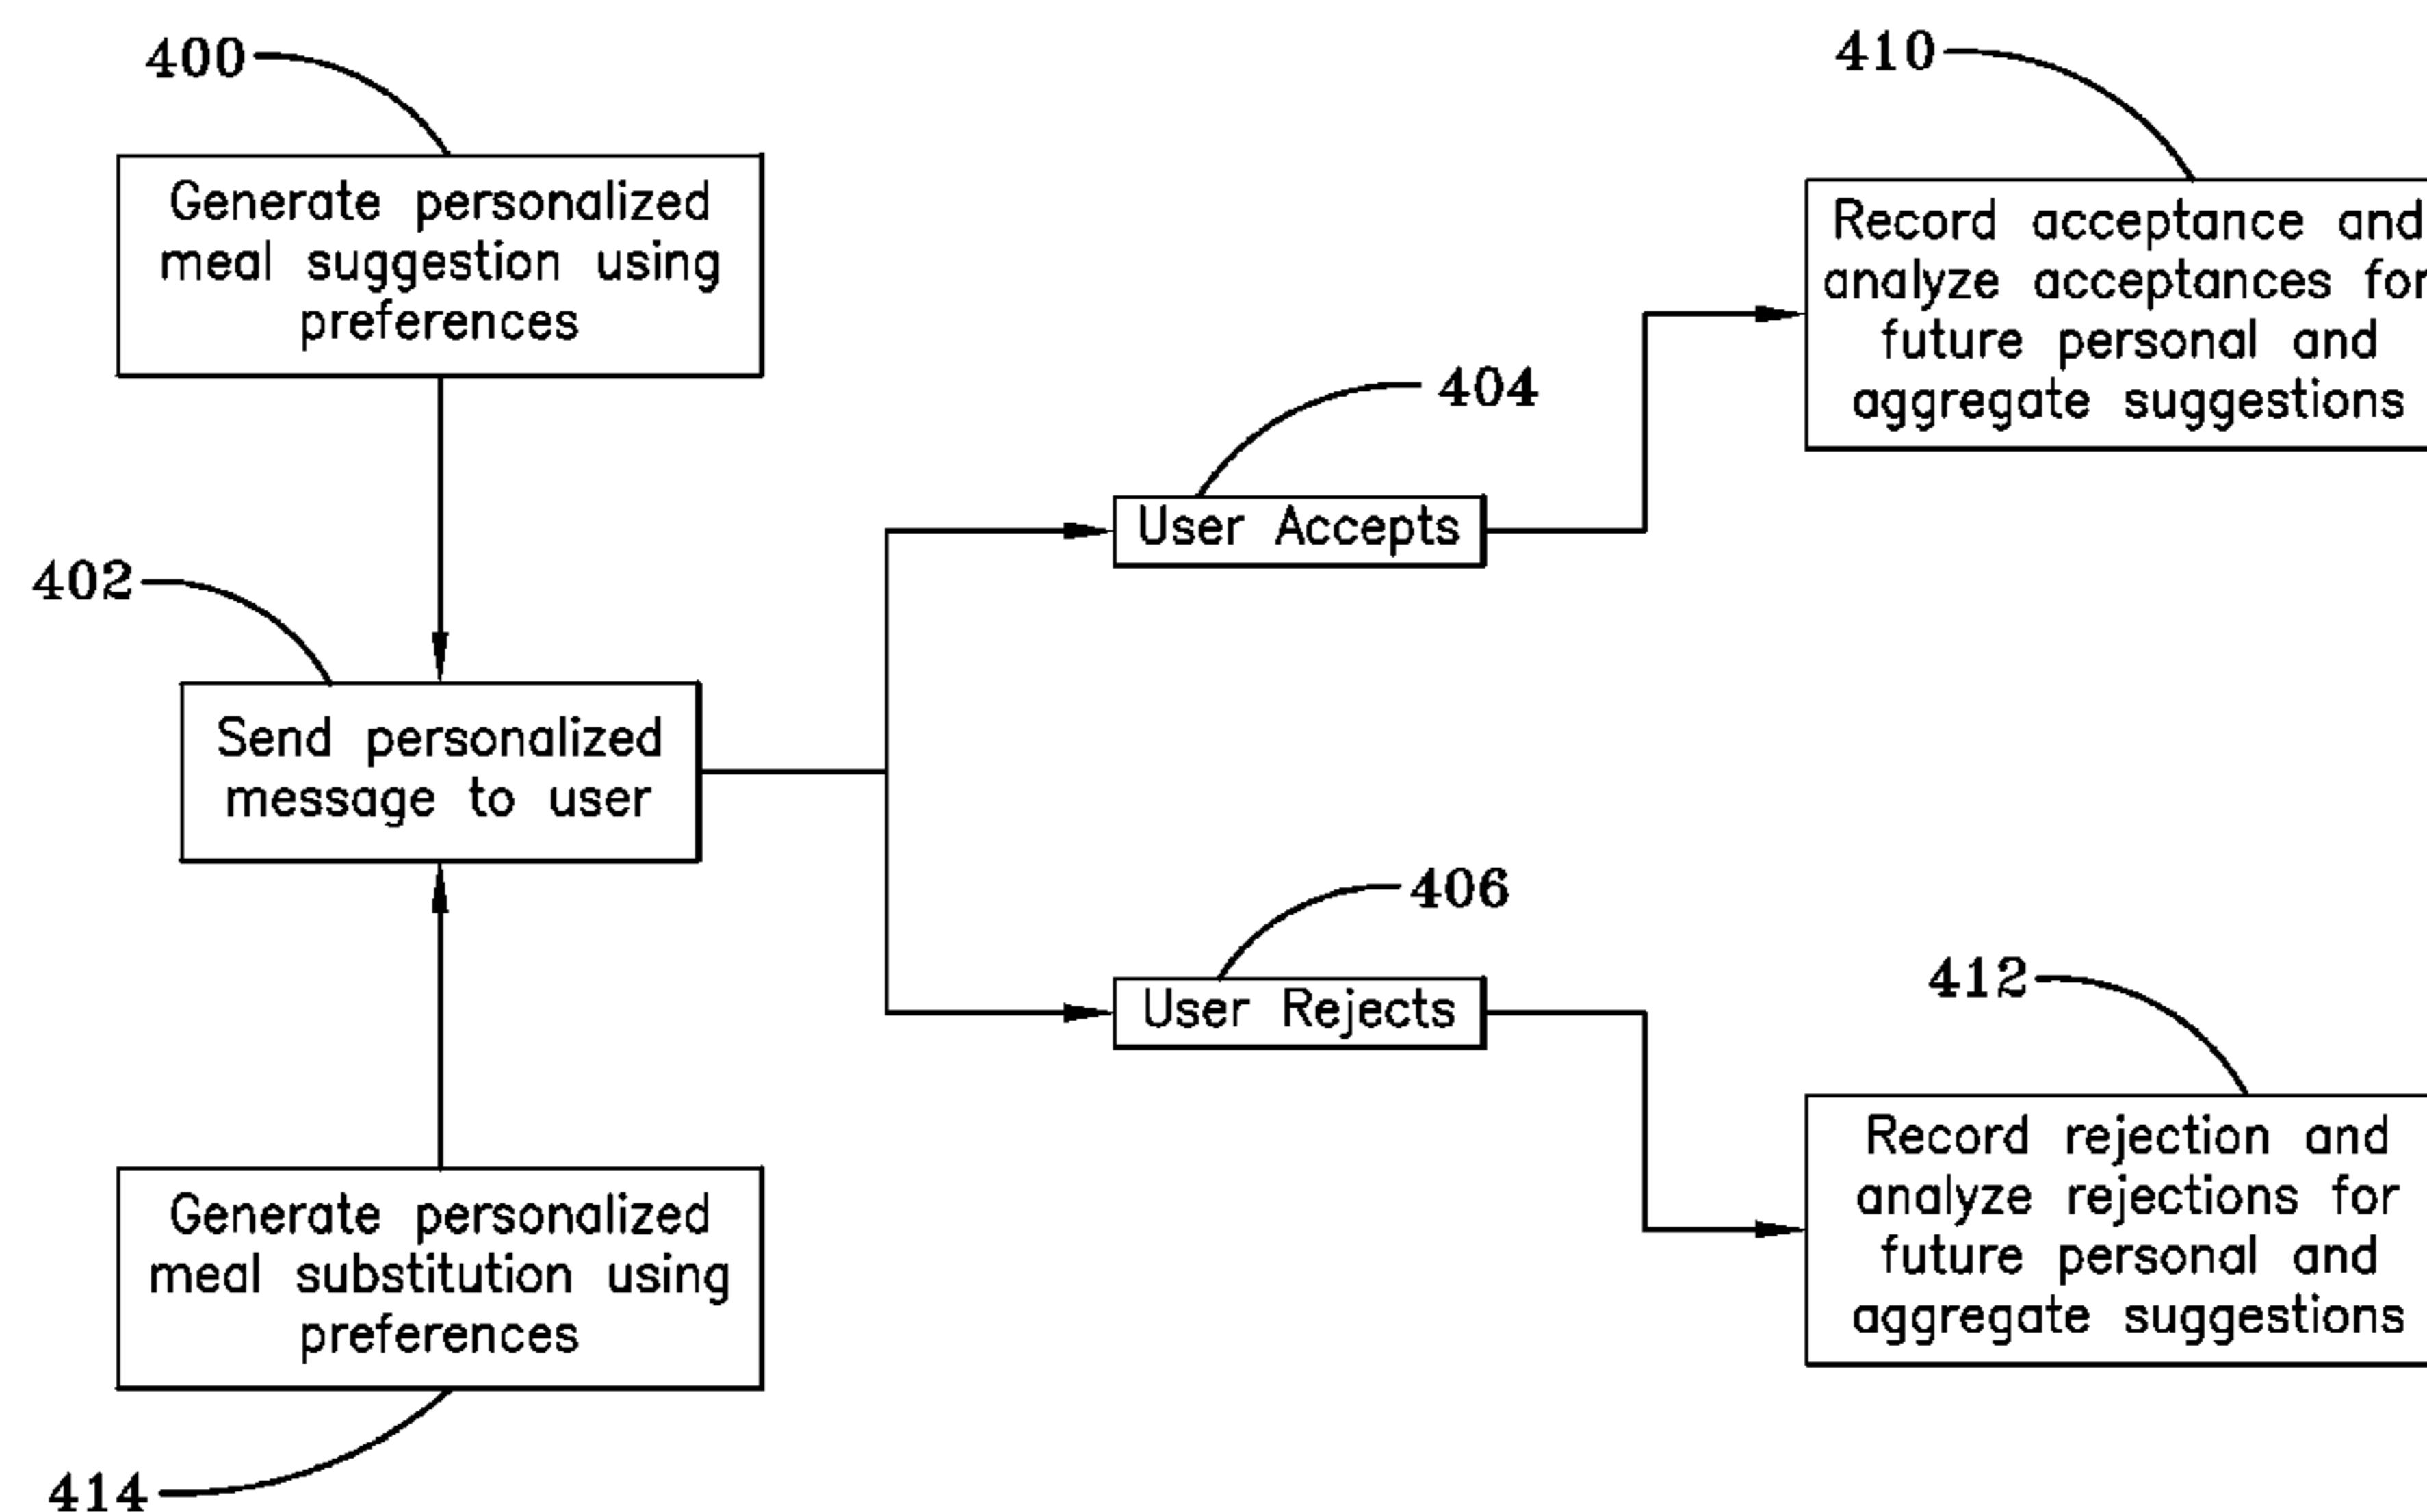 400
Generate personalized
meal suggestion using
preferences
402
Send personalized
message to user
Generate personalized
meal substitution using
preferences
414
404
User Accepts
406
User Rejects
410
Record acceptance and
analyze acceptances for
future personal and
aggregate suggestions
412
Record rejection and
analyze rejections for
future personal and
aggregate suggestions